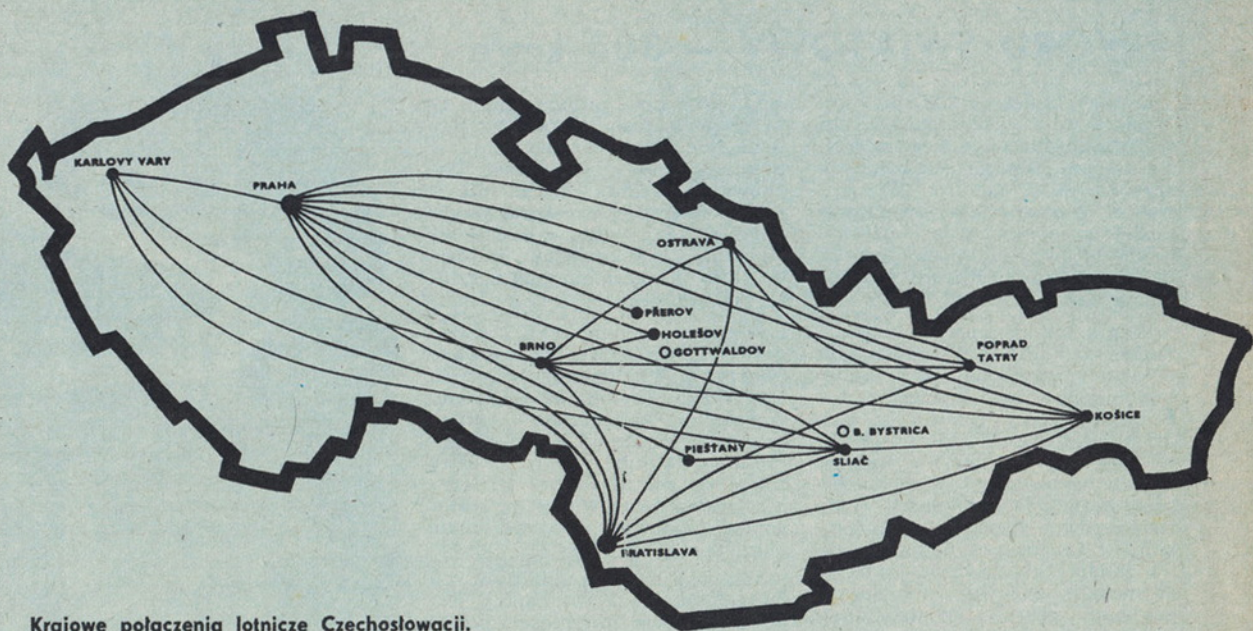 KARLOVY VARY
PRAHA
OSTRAVA
PŘEROV
HOLEŠOV
BRNO
GOTTWALDOV
POPRAD
TATRY
KOŠICE
B. BYSTRICA
PIEŠŤANY
SLIAČ
BRATISLAVA
Krajowe połączenia lotnicze Czechosłowacji.